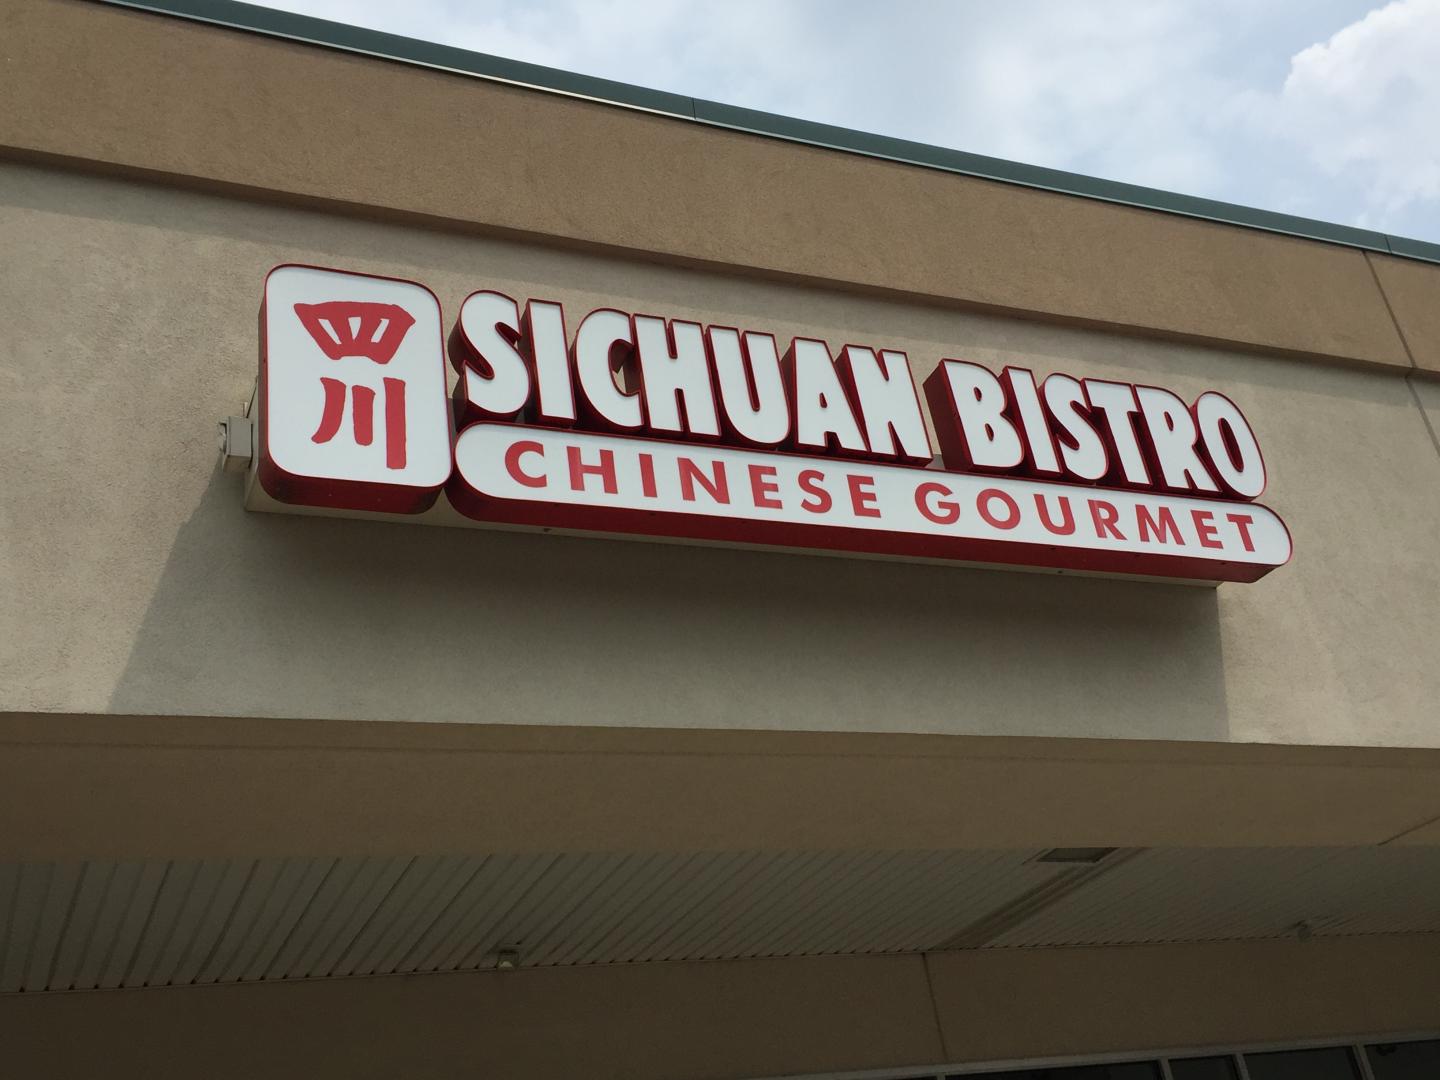 四川
SICHUAN BISTRO
CHINESE GOURMET